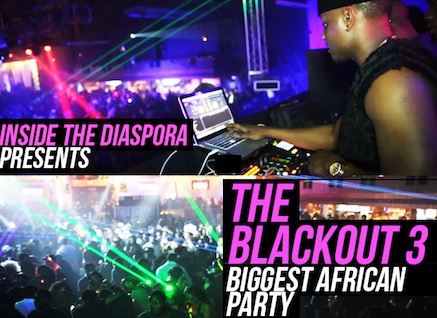 INSIDE THE DIASPORA
PRESENTS
THE
BLACKOUT 3
BIGGEST AFRICAN
PARTY